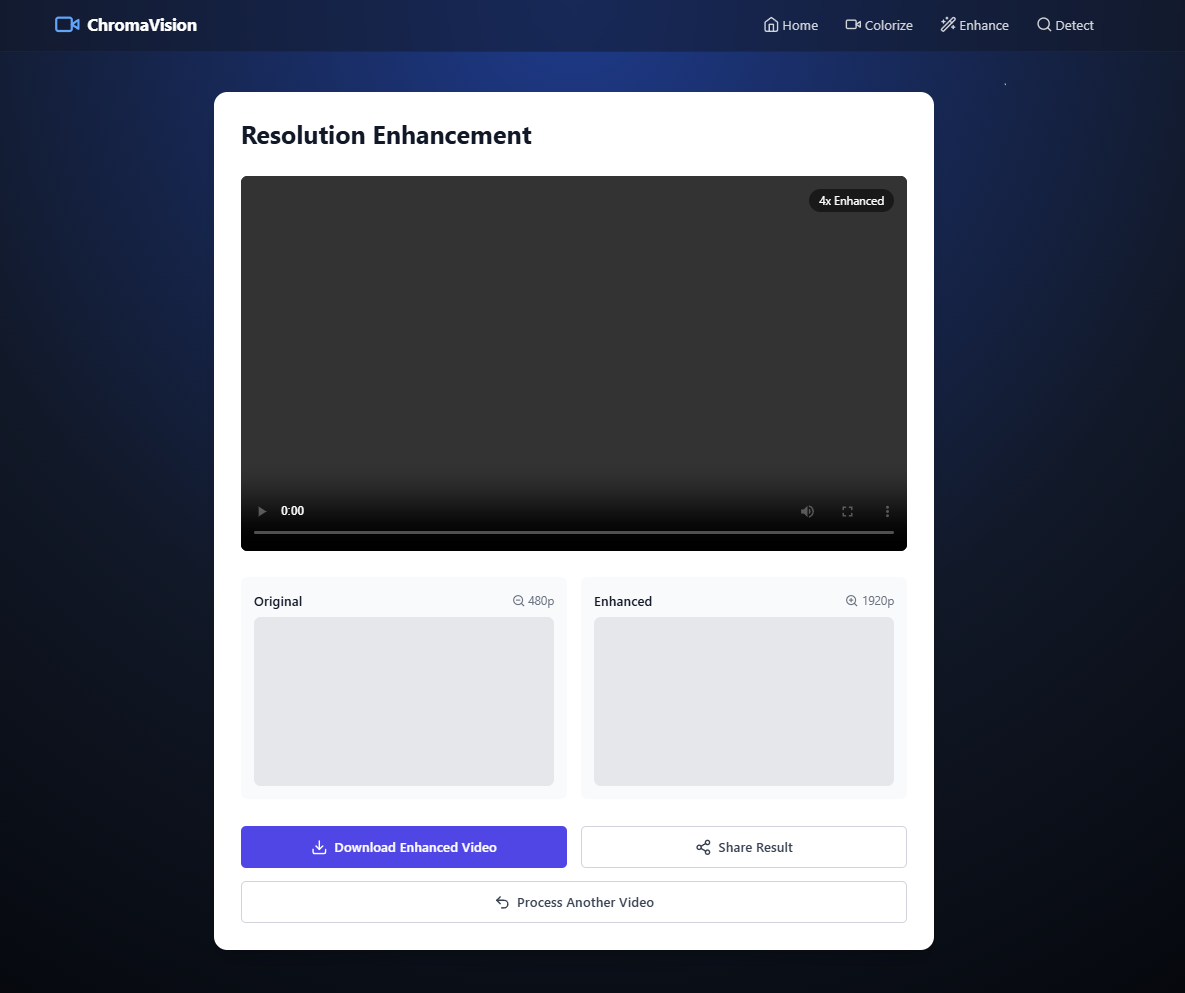 ChromaVision
Home Colorize Enhance Detect
Resolution Enhancement
4x Enhanced
0:00
Original 480p
Enhanced 1920p
Download Enhanced Video
Share Result
Process Another Video